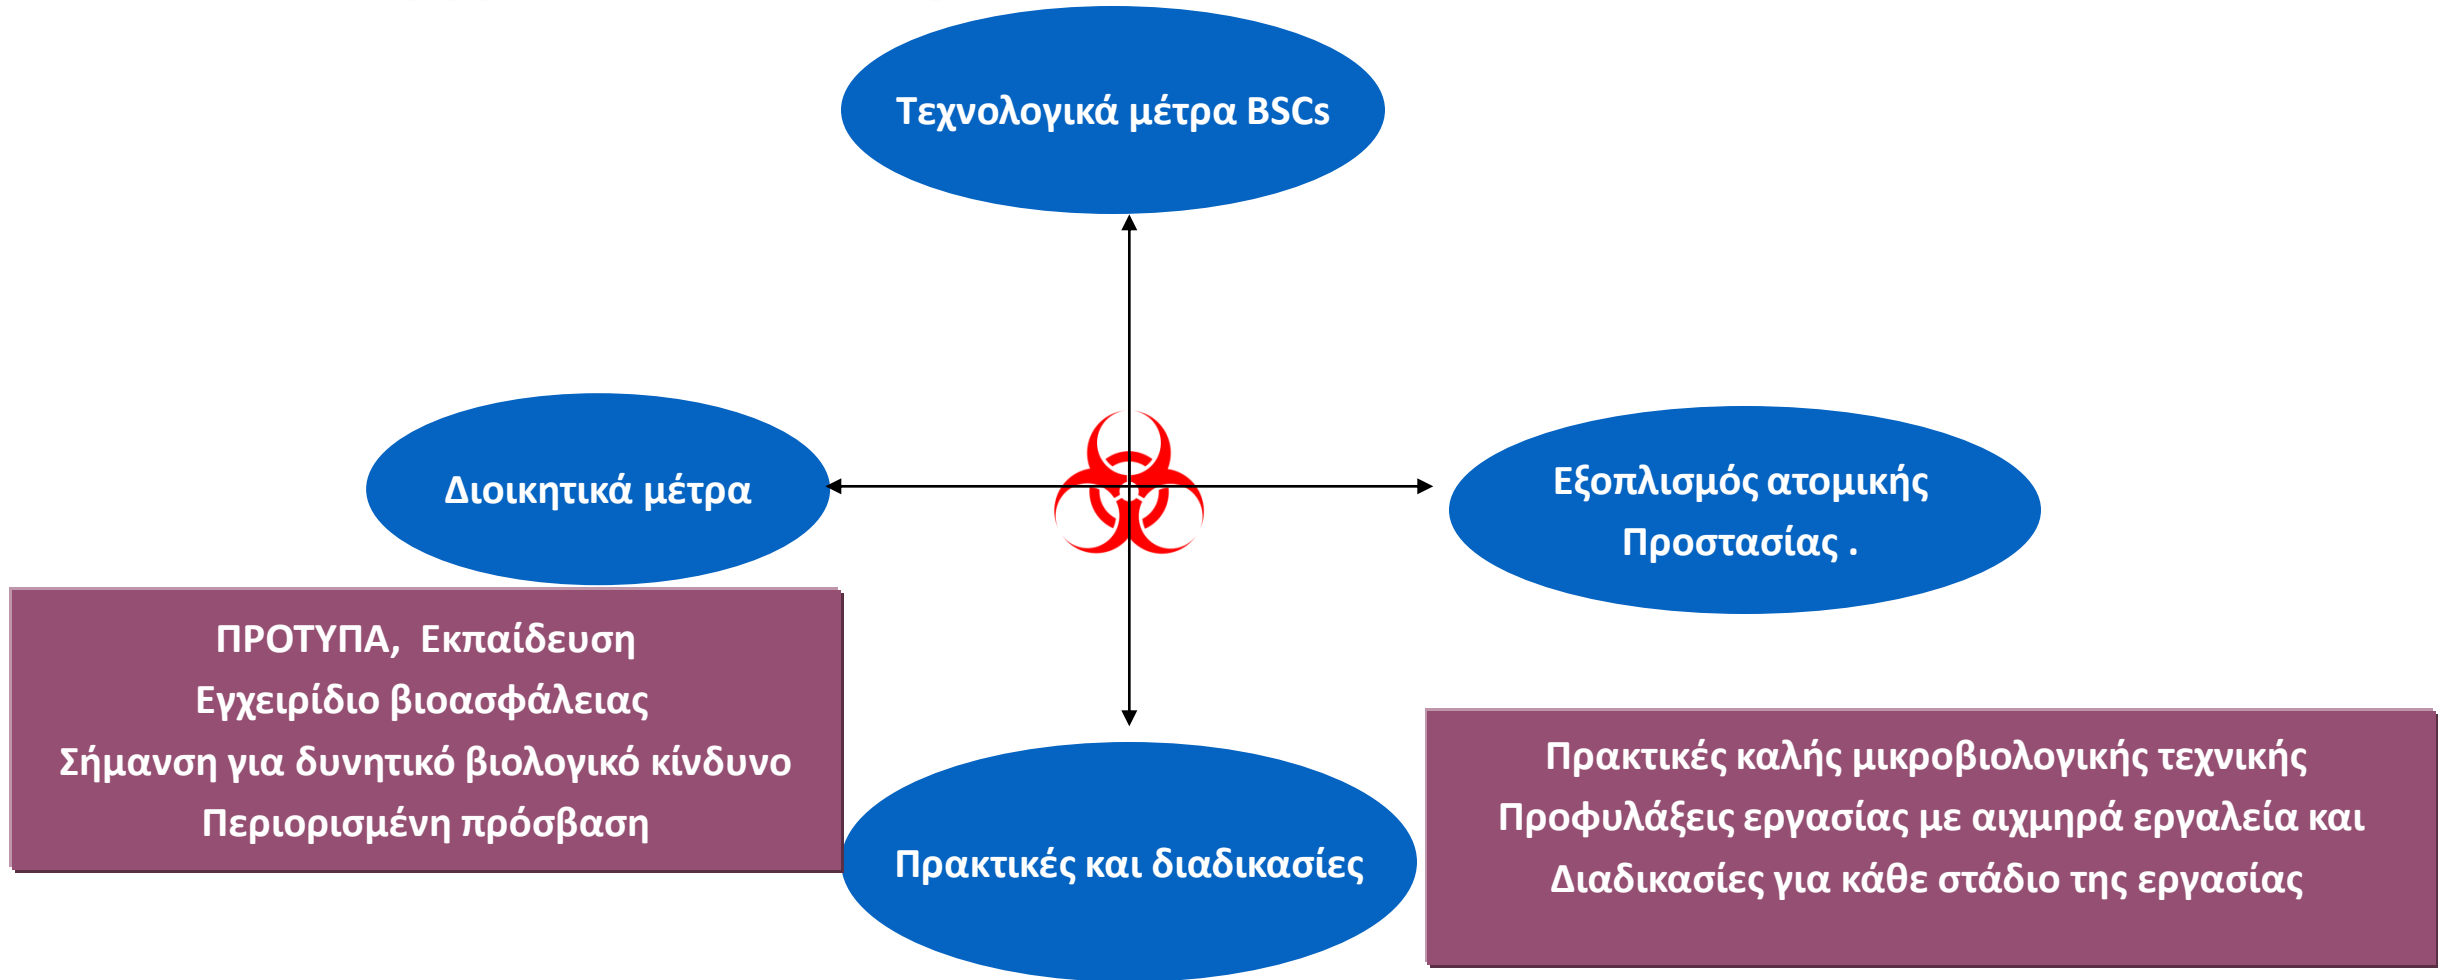 Τεχνολογικά μέτρα BSCs
Διοικητικά μέτρα
Εξοπλισμός ατομικής
Προστασίας .
ΠΡΟΤΥΠΑ, Εκπαίδευση
Εγχειρίδιο βιοασφάλειας
Σήμανση για δυνητικό βιολογικό κίνδυνο
Περιορισμένη πρόσβαση
Πρακτικές και διαδικασίες
Πρακτικές καλής μικροβιολογικής τεχνικής
Προφυλάξεις εργασίας με αιχμηρά εργαλεία και
Διαδικασίες για κάθε στάδιο της εργασίας